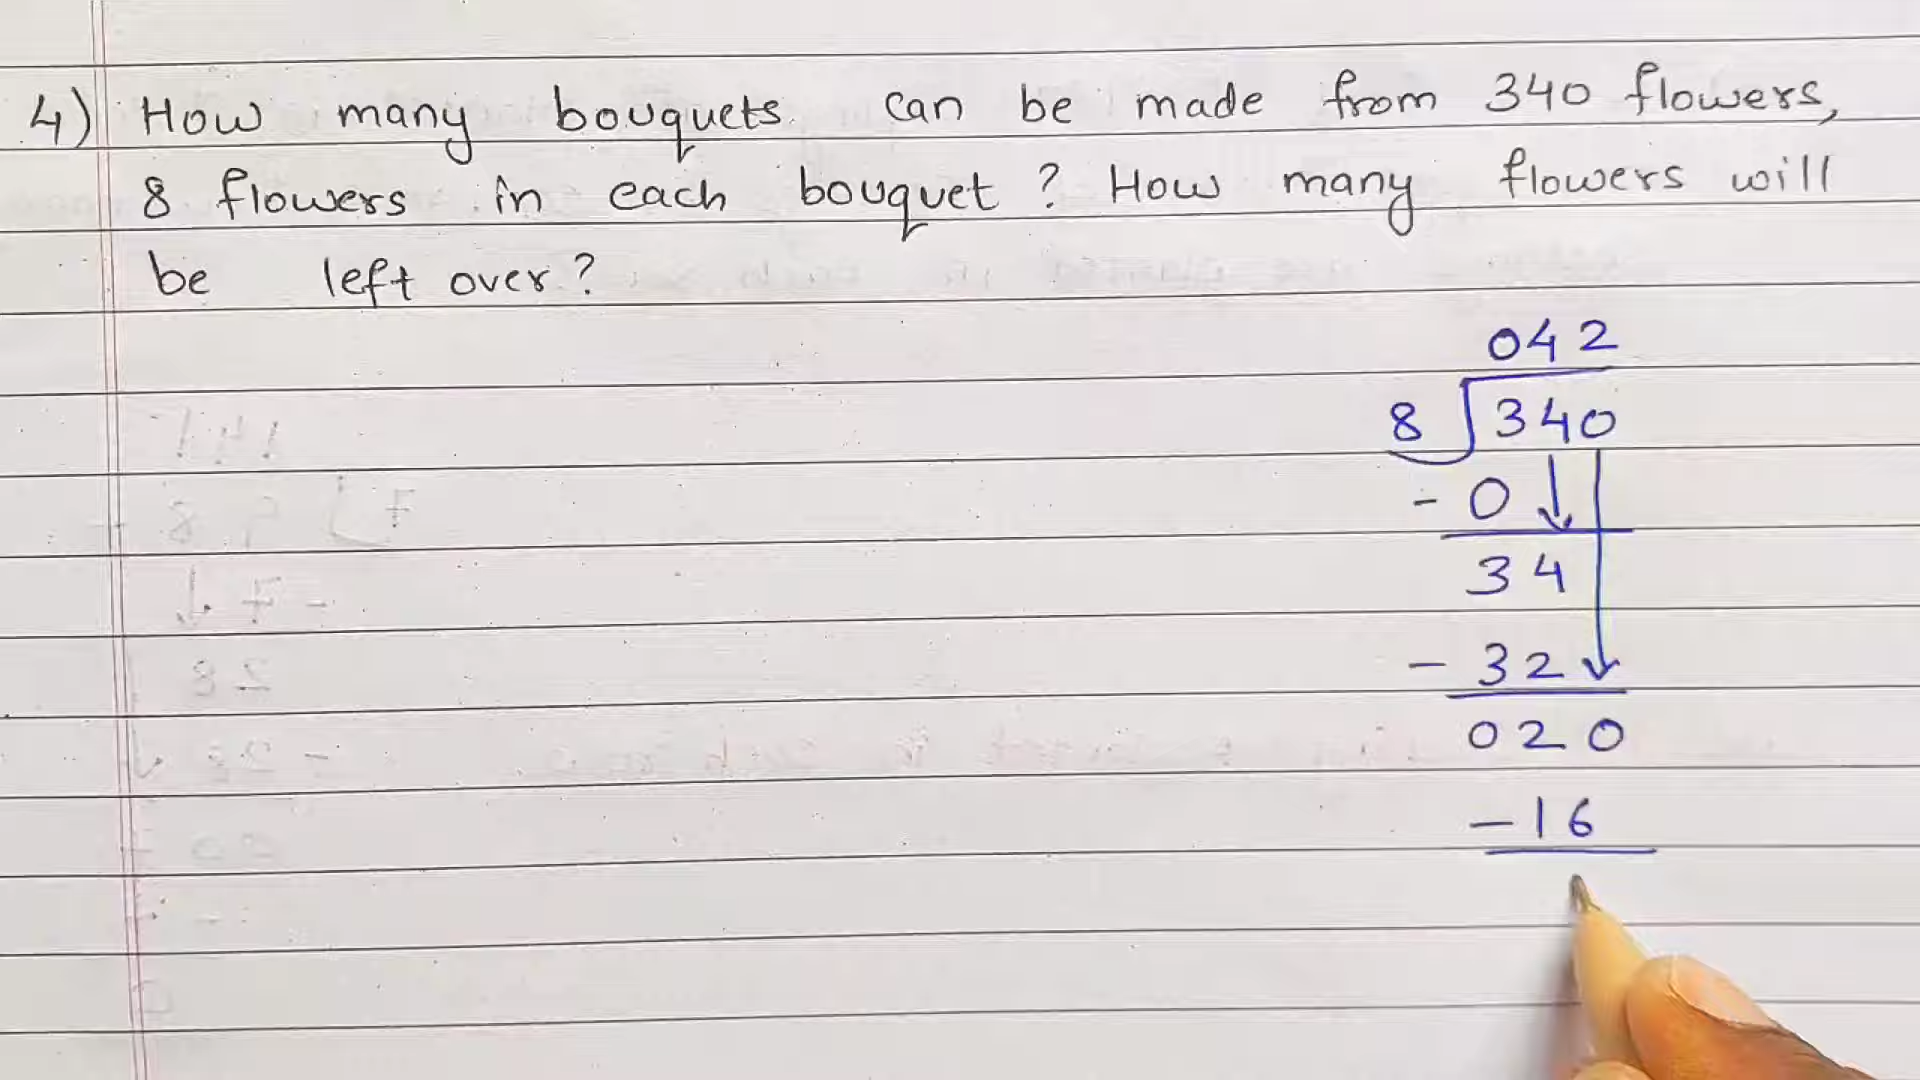 4) How many bouquets can be made from 340 flowers,
8 flowers in each bouquet ? How many flowers will
be left over ?
042
8 340
- 0
34
- 32
020
- 16